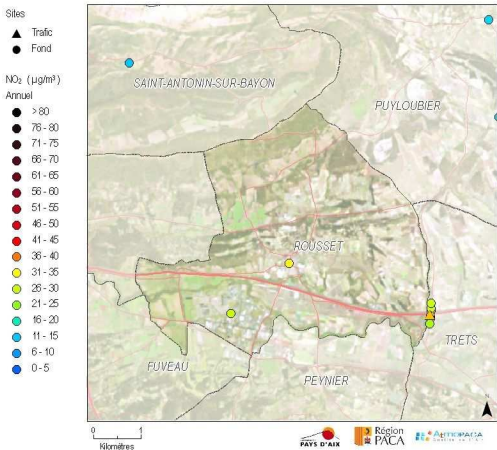 Sites
Trafic
Fond
NO₂ (µg/m³)
Annuel
> 80
76 - 80
71 - 75
66 - 70
61 - 65
56 - 60
51 - 55
46 - 50
41 - 45
36 - 40
31 - 35
26 - 30
21 - 25
16 - 20
11 - 15
6 - 10
0 - 5
SAINT-ANTONIN-SUR-BAYON
PUYLOUBIER
ROUSSET
TRETS
FUVEAU
PEYNIER
N
0 1
Kilomètres
PAYS D'AIX
Région
PACA
ATMOPACA